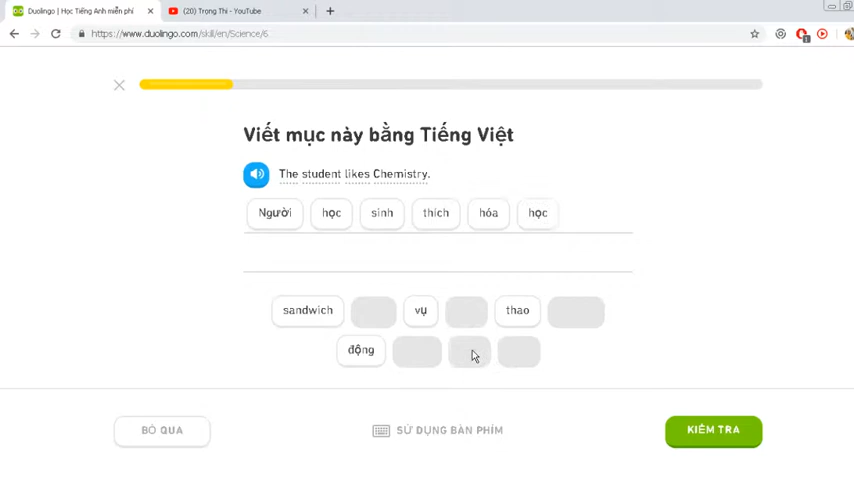 Duolingo | Học Tiếng Anh miễn phí
(20) Trọng Thi - YouTube
https://www.duolingo.com/skill/en/Science/6
Viết mục này bằng Tiếng Việt
The student likes Chemistry.
Người học sinh thích hóa học
sandwich vụ thao
động
BỎ QUA
SỬ DỤNG BÀN PHÍM
KIỂM TRA